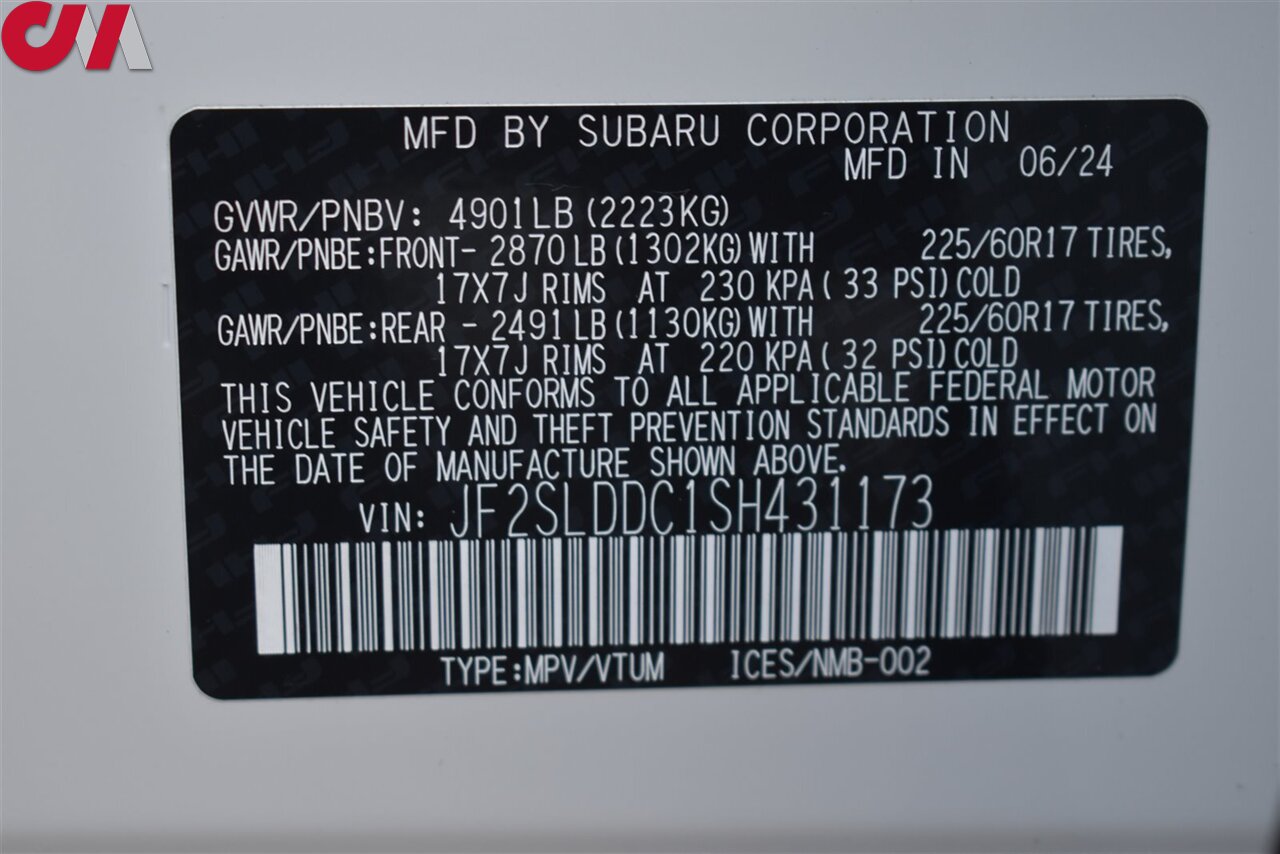 MFD BY SUBARU CORPORATION
MFD IN 06/24
GVWR/PNBV: 4901LB (2223KG)
GAWR/PNBE:FRONT- 2870 LB (1302KG) WITH 225/60R17 TIRES,
17X7J RIMS AT 230 KPA ( 33 PSI) COLD
GAWR/PNBE:REAR - 2491 LB (1130KG) WITH 225/60R17 TIRES,
17X7J RIMS AT 220 KPA ( 32 PSI) COLD
THIS VEHICLE CONFORMS TO ALL APPLICABLE FEDERAL MOTOR
VEHICLE SAFETY AND THEFT PREVENTION STANDARDS IN EFFECT ON
THE DATE OF MANUFACTURE SHOWN ABOVE.
VIN: JF2SLDDC1SH431173
TYPE:MPV/VTUM ICES/NMB-002